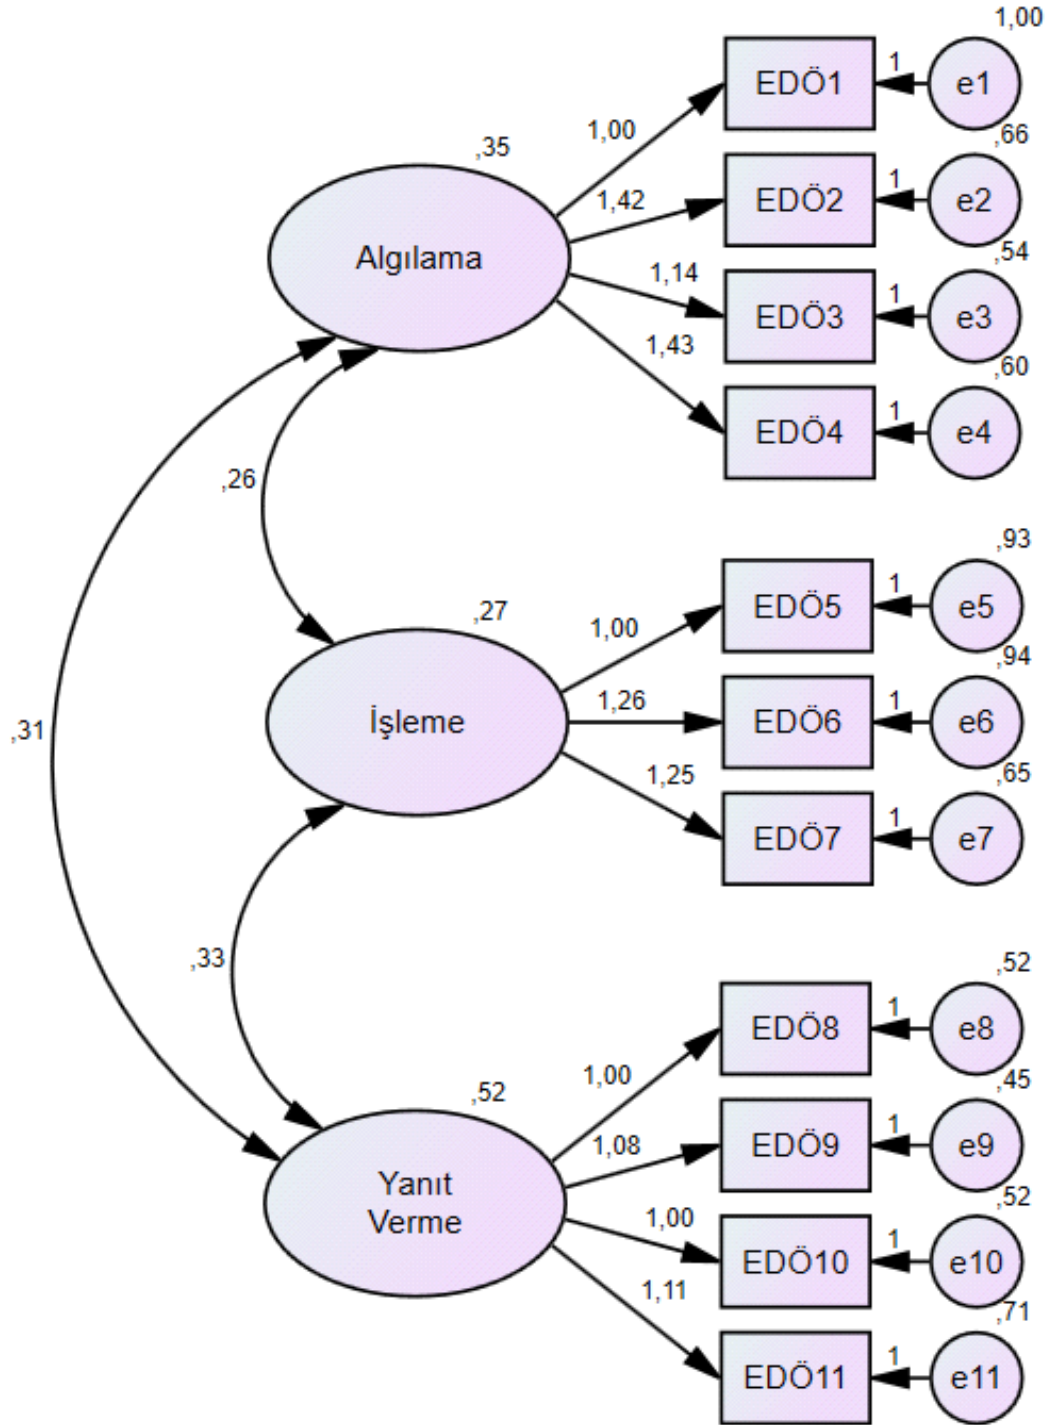 1,00
EDÖ1
1
e1
,66
,35
1,00
1,42
EDÖ2
1
e2
,54
Algılama
1,14
EDÖ3
1
e3
,60
1,43
EDÖ4
1
e4
,26
,93
,27
1,00
EDÖ5
1
e5
,94
İşleme
1,26
EDÖ6
1
e6
,65
,31
1,25
EDÖ7
1
e7
,33
,52
,52
1,00
EDÖ8
1
e8
,45
1,08
EDÖ9
1
e9
,52
Yanıt
Verme
1,00
EDÖ10
1
e10
,71
1,11
EDÖ11
1
e11